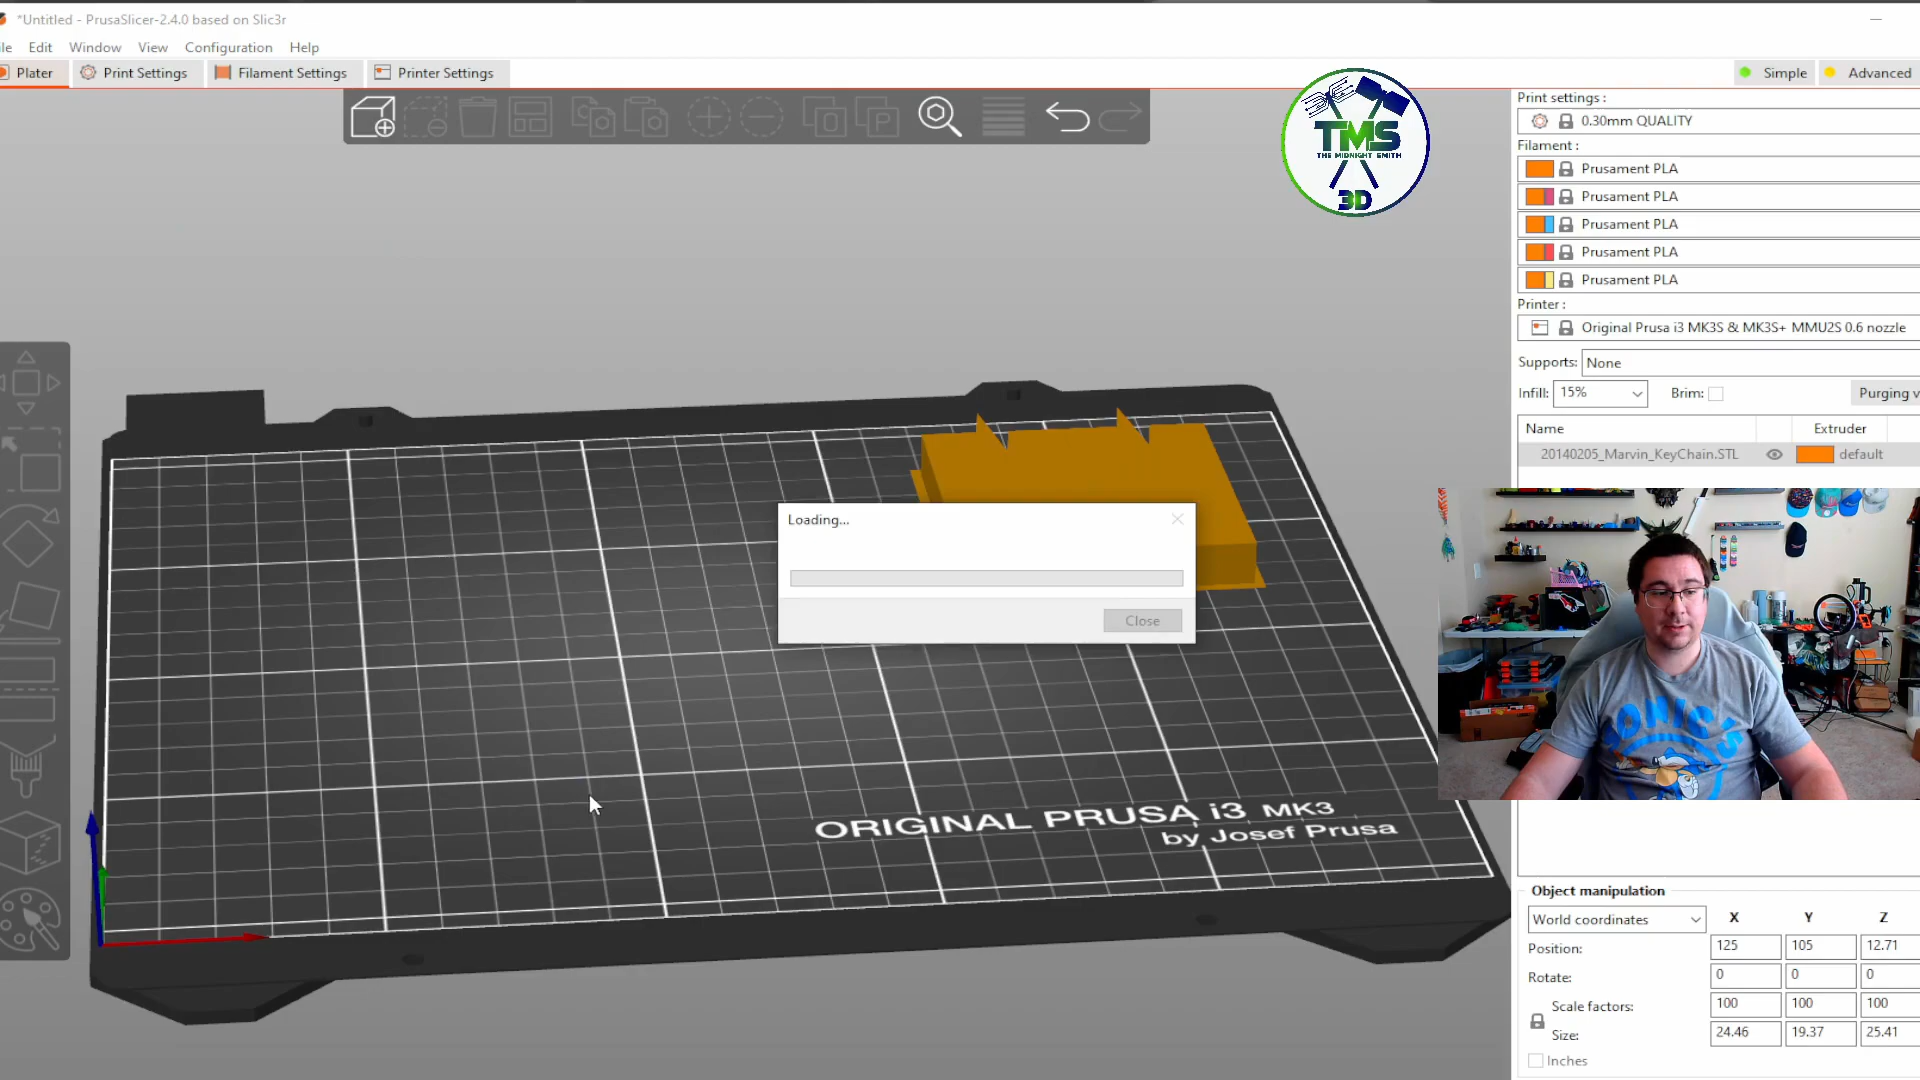 *Untitled - PrusaSlicer-2.4.0 based on Slic3r
le Edit Window View Configuration Help
Plater Print Settings Filament Settings Printer Settings
Simple Advanced
TMS
THE MIDNIGHT SMITH
3D
Print settings :
0.30mm QUALITY
Filament :
Prusament PLA
Prusament PLA
Prusament PLA
Prusament PLA
Prusament PLA
Printer :
Original Prusa i3 MK3S & MK3S+ MMU2S 0.6 nozzle
Supports: None
Infill: 15% Brim: Purging v
Name Extruder
20140205_Marvin_KeyChain.STL default
Loading...
Close
ORIGINAL PRUSA i3 MK3
by Josef Prusa
Object manipulation
World coordinates X Y Z
Position: 125 105 12.71
Rotate: 0 0 0
Scale factors: 100 100 100
Size: 24.46 19.37 25.41
Inches